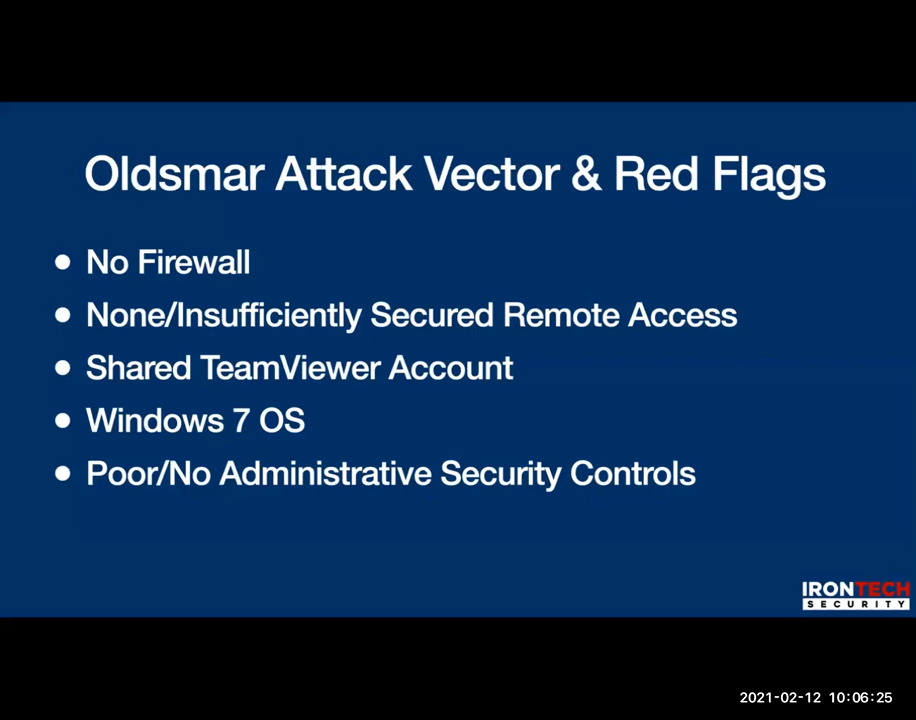 Oldsmar Attack Vector & Red Flags
● No Firewall
● None/Insufficiently Secured Remote Access
● Shared TeamViewer Account
● Windows 7 OS
● Poor/No Administrative Security Controls
IRONTECH
SECURITY
2021-02-12 10:06:25